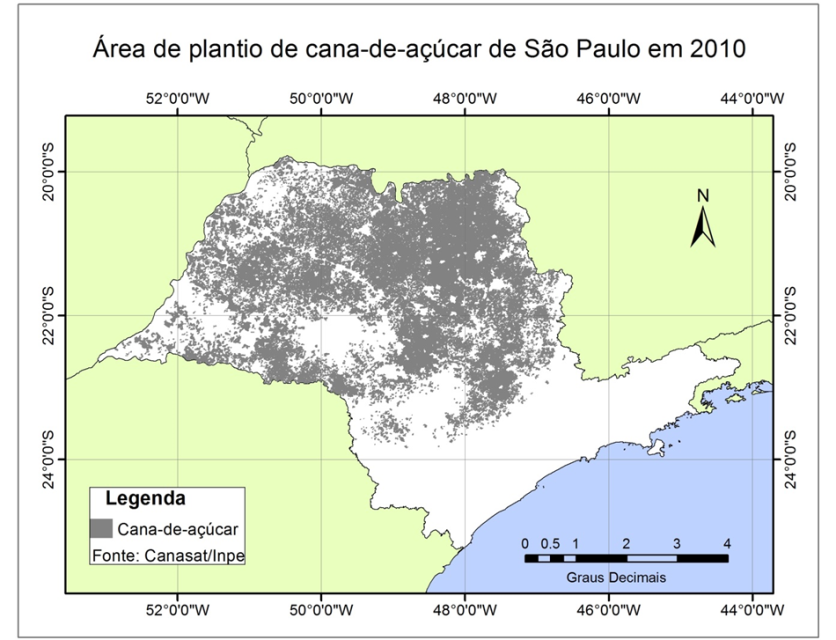 Área de plantio de cana-de-açúcar de São Paulo em 2010
52°0'0"W 50°0'0"W 48°0'0"W 46°0'0"W 44°0'0"W
20°0'0"S 20°0'0"S
N
22°0'0"S 22°0'0"S
24°0'0"S 24°0'0"S
Legenda
Cana-de-açúcar
Fonte: Canasat/Inpe
0 0.5 1 2 3 4
Graus Decimais
52°0'0"W 50°0'0"W 48°0'0"W 46°0'0"W 44°0'0"W